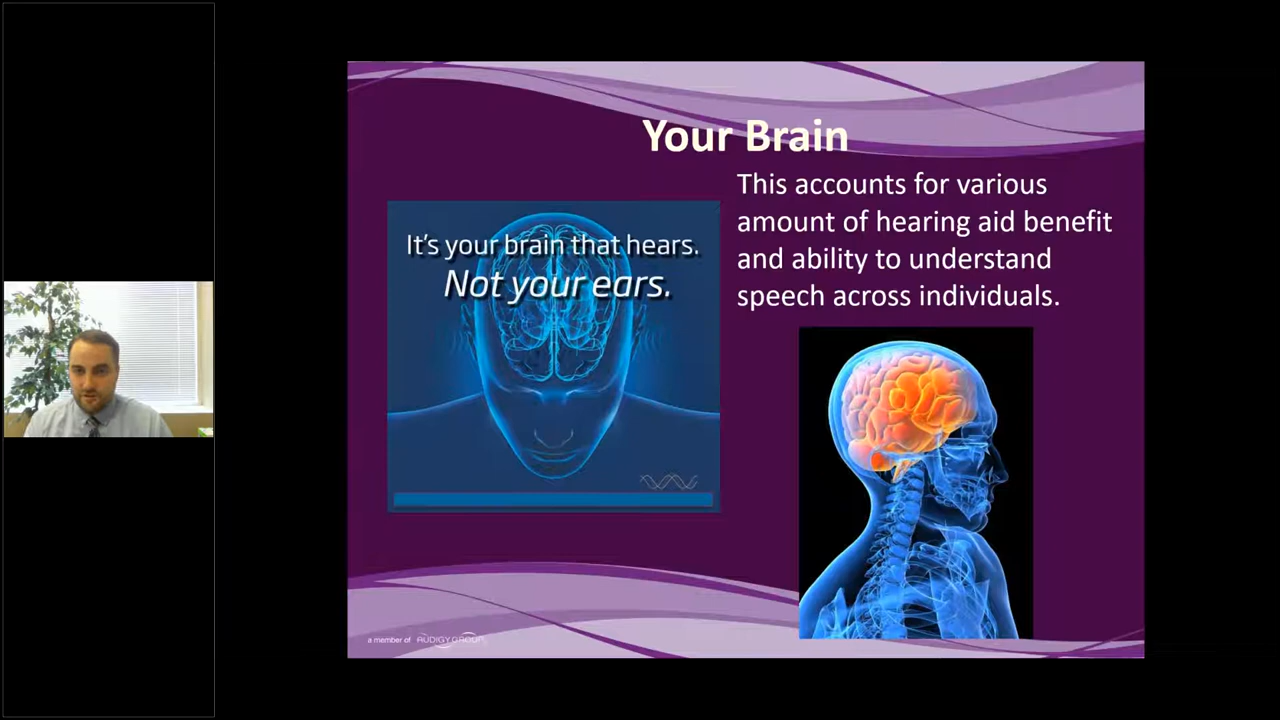 Your Brain
This accounts for various
amount of hearing aid benefit
and ability to understand
speech across individuals.
It's your brain that hears.
Not your ears.
a member of AUDIGY GROUP